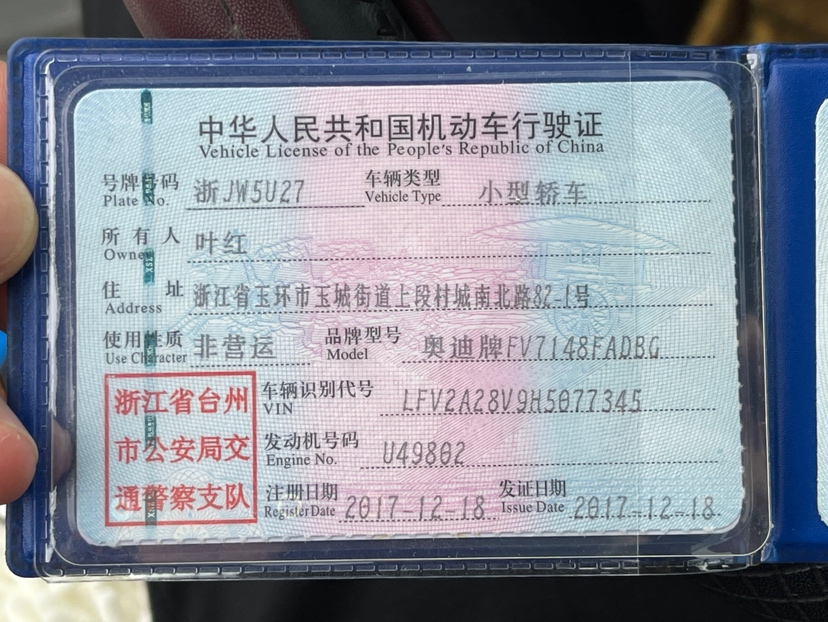 中华人民共和国机动车行驶证
Vehicle License of the People's Republic of China
号牌号码 浙JW5U27 车辆类型 小型轿车
Plate No. Vehicle Type
所有人 叶红
Owner
住址 浙江省玉环市玉城街道上段村城南北路82-1号
Address
使用性质 非营运 品牌型号 奥迪牌FV7148FADBG
Use Character Model
浙江省台州 车辆识别代号 LFV2A28V9H5077345
VIN
市公安局交 发动机号码 U49802
Engine No.
通警察支队 注册日期 2017-12-18 发证日期 2017-12-18
Register Date Issue Date